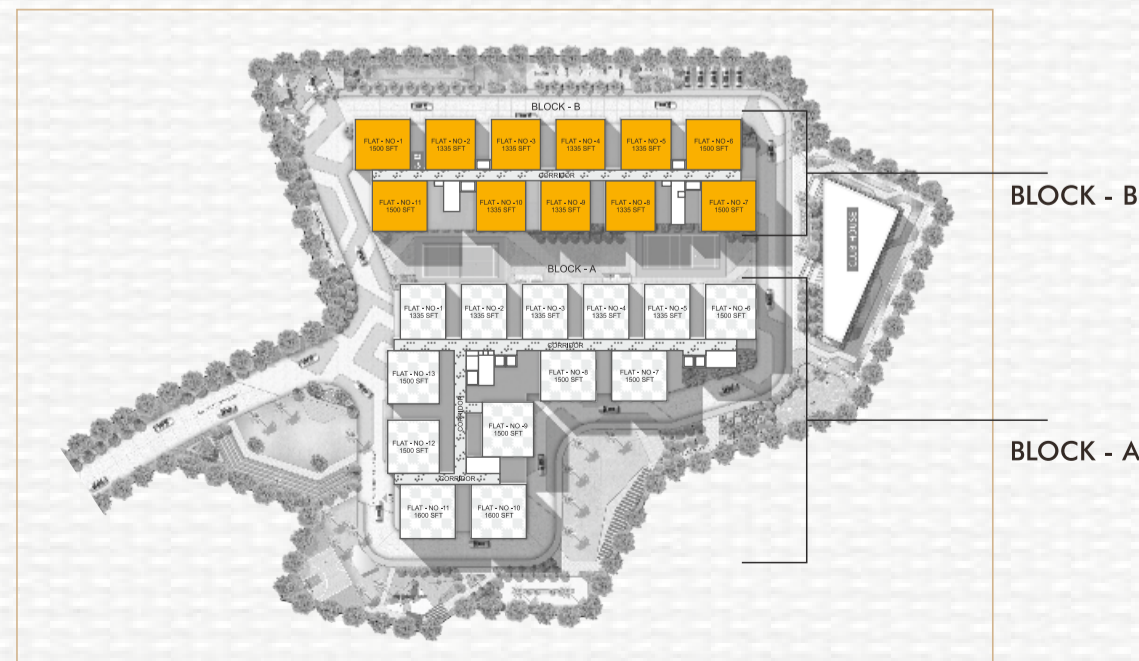 BLOCK - B
FLAT - NO -1
1500 SFT
FLAT - NO -2
1335 SFT
FLAT - NO -3
1335 SFT
FLAT - NO -4
1335 SFT
FLAT - NO -5
1335 SFT
FLAT - NO -6
1500 SFT
CORRIDOR
FLAT - NO -11
1500 SFT
FLAT - NO -10
1335 SFT
FLAT - NO -9
1335 SFT
FLAT - NO -8
1335 SFT
FLAT - NO -7
1500 SFT
BLOCK - B
CLUB HOUSE
BLOCK - A
FLAT - NO -1
1335 SFT
FLAT - NO -2
1335 SFT
FLAT - NO -3
1335 SFT
FLAT - NO -4
1335 SFT
FLAT - NO -5
1335 SFT
FLAT - NO -6
1500 SFT
CORRIDOR
FLAT - NO -13
1500 SFT
FLAT - NO -8
1500 SFT
FLAT - NO -7
1500 SFT
CORRIDOR
FLAT - NO -9
1500 SFT
FLAT - NO -12
1500 SFT
BLOCK - A
CORRIDOR
FLAT - NO -11
1600 SFT
FLAT - NO -10
1600 SFT